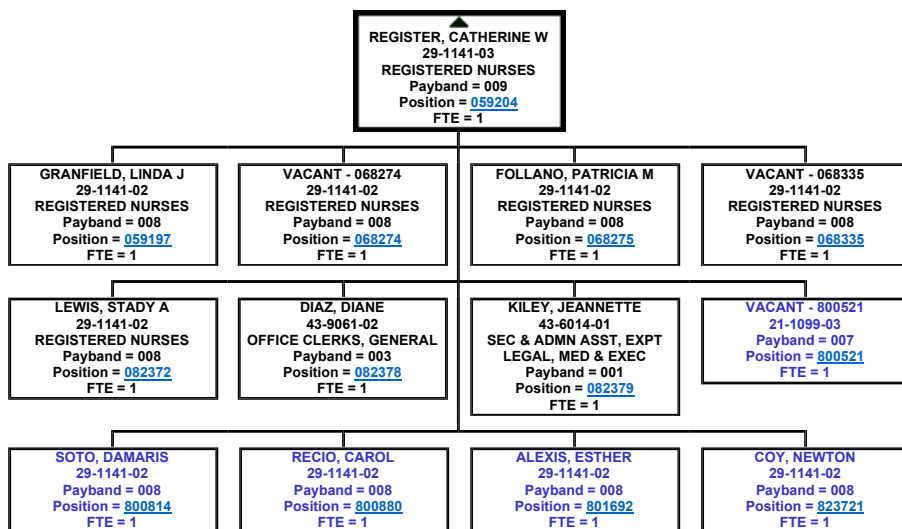 REGISTER, CATHERINE W
29-1141-03
REGISTERED NURSES
Payband = 009
Position = 059204
FTE = 1
GRANFIELD, LINDA J
29-1141-02
REGISTERED NURSES
Payband = 008
Position = 059197
FTE = 1
VACANT - 068274
29-1141-02
REGISTERED NURSES
Payband = 008
Position = 068274
FTE = 1
FOLLANO, PATRICIA M
29-1141-02
REGISTERED NURSES
Payband = 008
Position = 068275
FTE = 1
VACANT - 068335
29-1141-02
REGISTERED NURSES
Payband = 008
Position = 068335
FTE = 1
LEWIS, STADY A
29-1141-02
REGISTERED NURSES
Payband = 008
Position = 082372
FTE = 1
DIAZ, DIANE
43-9061-02
OFFICE CLERKS, GENERAL
Payband = 003
Position = 082378
FTE = 1
KILEY, JEANNETTE
43-6014-01
SEC & ADMN ASST, EXPT
LEGAL, MED & EXEC
Payband = 001
Position = 082379
FTE = 1
VACANT - 800521
21-1099-03
Payband = 007
Position = 800521
FTE = 1
SOTO, DAMARIS
29-1141-02
Payband = 008
Position = 800814
FTE = 1
RECIO, CAROL
29-1141-02
Payband = 008
Position = 800880
FTE = 1
ALEXIS, ESTHER
29-1141-02
Payband = 008
Position = 801692
FTE = 1
COY, NEWTON
29-1141-02
Payband = 008
Position = 823721
FTE = 1